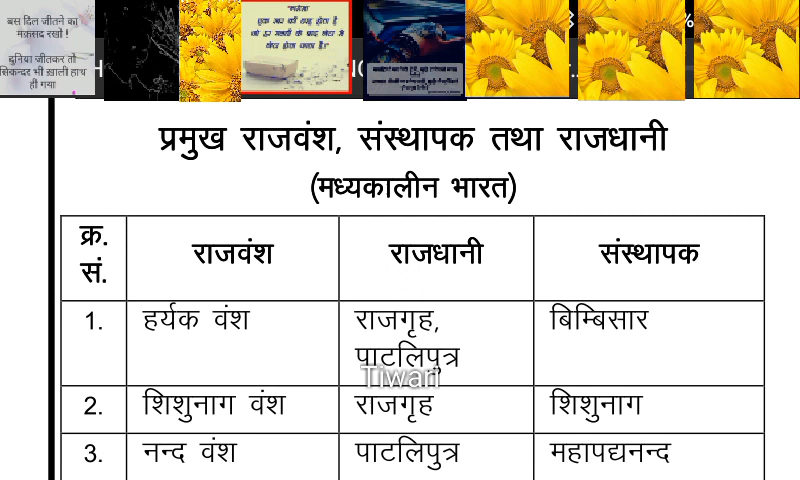 बस दिल जीतने का
मंक़सद रखो !
दुनिया जीतकर तो
सिकन्दर भी ख़ाली हाथ
ही गया
प्रमुख राजवंश, संस्थापक तथा राजधानी
(मध्यकालीन भारत)
क्र. सं. राजवंश राजधानी संस्थापक
1. हर्यक वंश राजगृह, पाटलिपुत्र बिम्बिसार
Tiwari
2. शिशुनाग वंश राजगृह शिशुनाग
3. नन्द वंश पाटलिपुत्र महापद्यनन्द